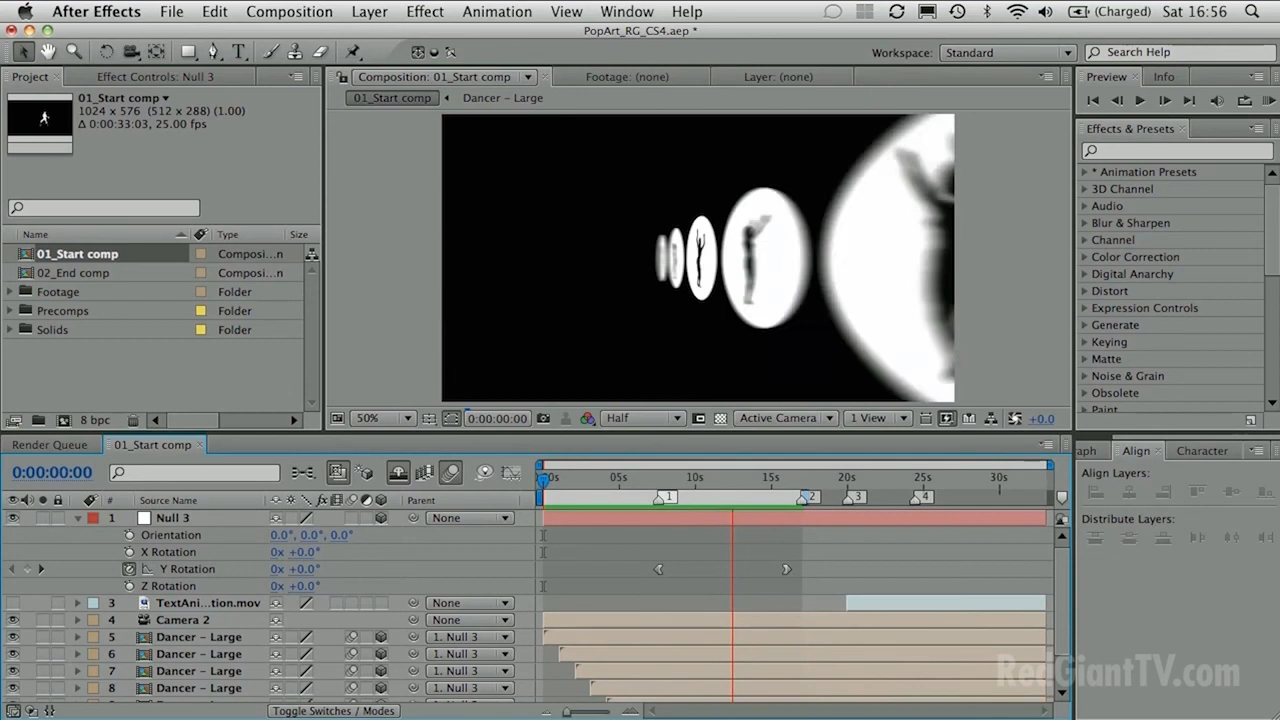 After Effects File Edit Composition Layer Effect Animation View Window Help (Charged) Sat 16:56
PopArt_RG_CS4.aep *
Workspace: Standard Search Help
Project Effect Controls: Null 3
01_Start comp
1024 x 576 (512 x 288) (1.00)
Δ 0:00:33:03, 25.00 fps
Name Type Size
01_Start comp Composi...n
02_End comp Composi...n
Footage Folder
Precomps Folder
Solids Folder
8 bpc
Composition: 01_Start comp Footage: (none) Layer: (none)
01_Start comp Dancer – Large
50% 0:00:00:00 Half Active Camera 1 View +0.0
Preview Info
Effects & Presets
* Animation Presets
3D Channel
Audio
Blur & Sharpen
Channel
Color Correction
Digital Anarchy
Distort
Expression Controls
Generate
Keying
Matte
Noise & Grain
Obsolete
Paint
Render Queue 01_Start comp
0:00:00:00
05s 10s 15s 20s 25s 30s
1 2 3 4
# Source Name Parent
1 Null 3 None
Orientation 0.0°, 0.0°, 0.0°
X Rotation 0x +0.0°
Y Rotation 0x +0.0°
Z Rotation 0x +0.0°
3 TextAni...tion.mov None
4 Camera 2 None
5 Dancer – Large 1. Null 3
6 Dancer – Large 1. Null 3
7 Dancer – Large 1. Null 3
8 Dancer – Large 1. Null 3
Toggle Switches / Modes
aph Align Character
Align Layers:
Distribute Layers:
RedGiantTV.com